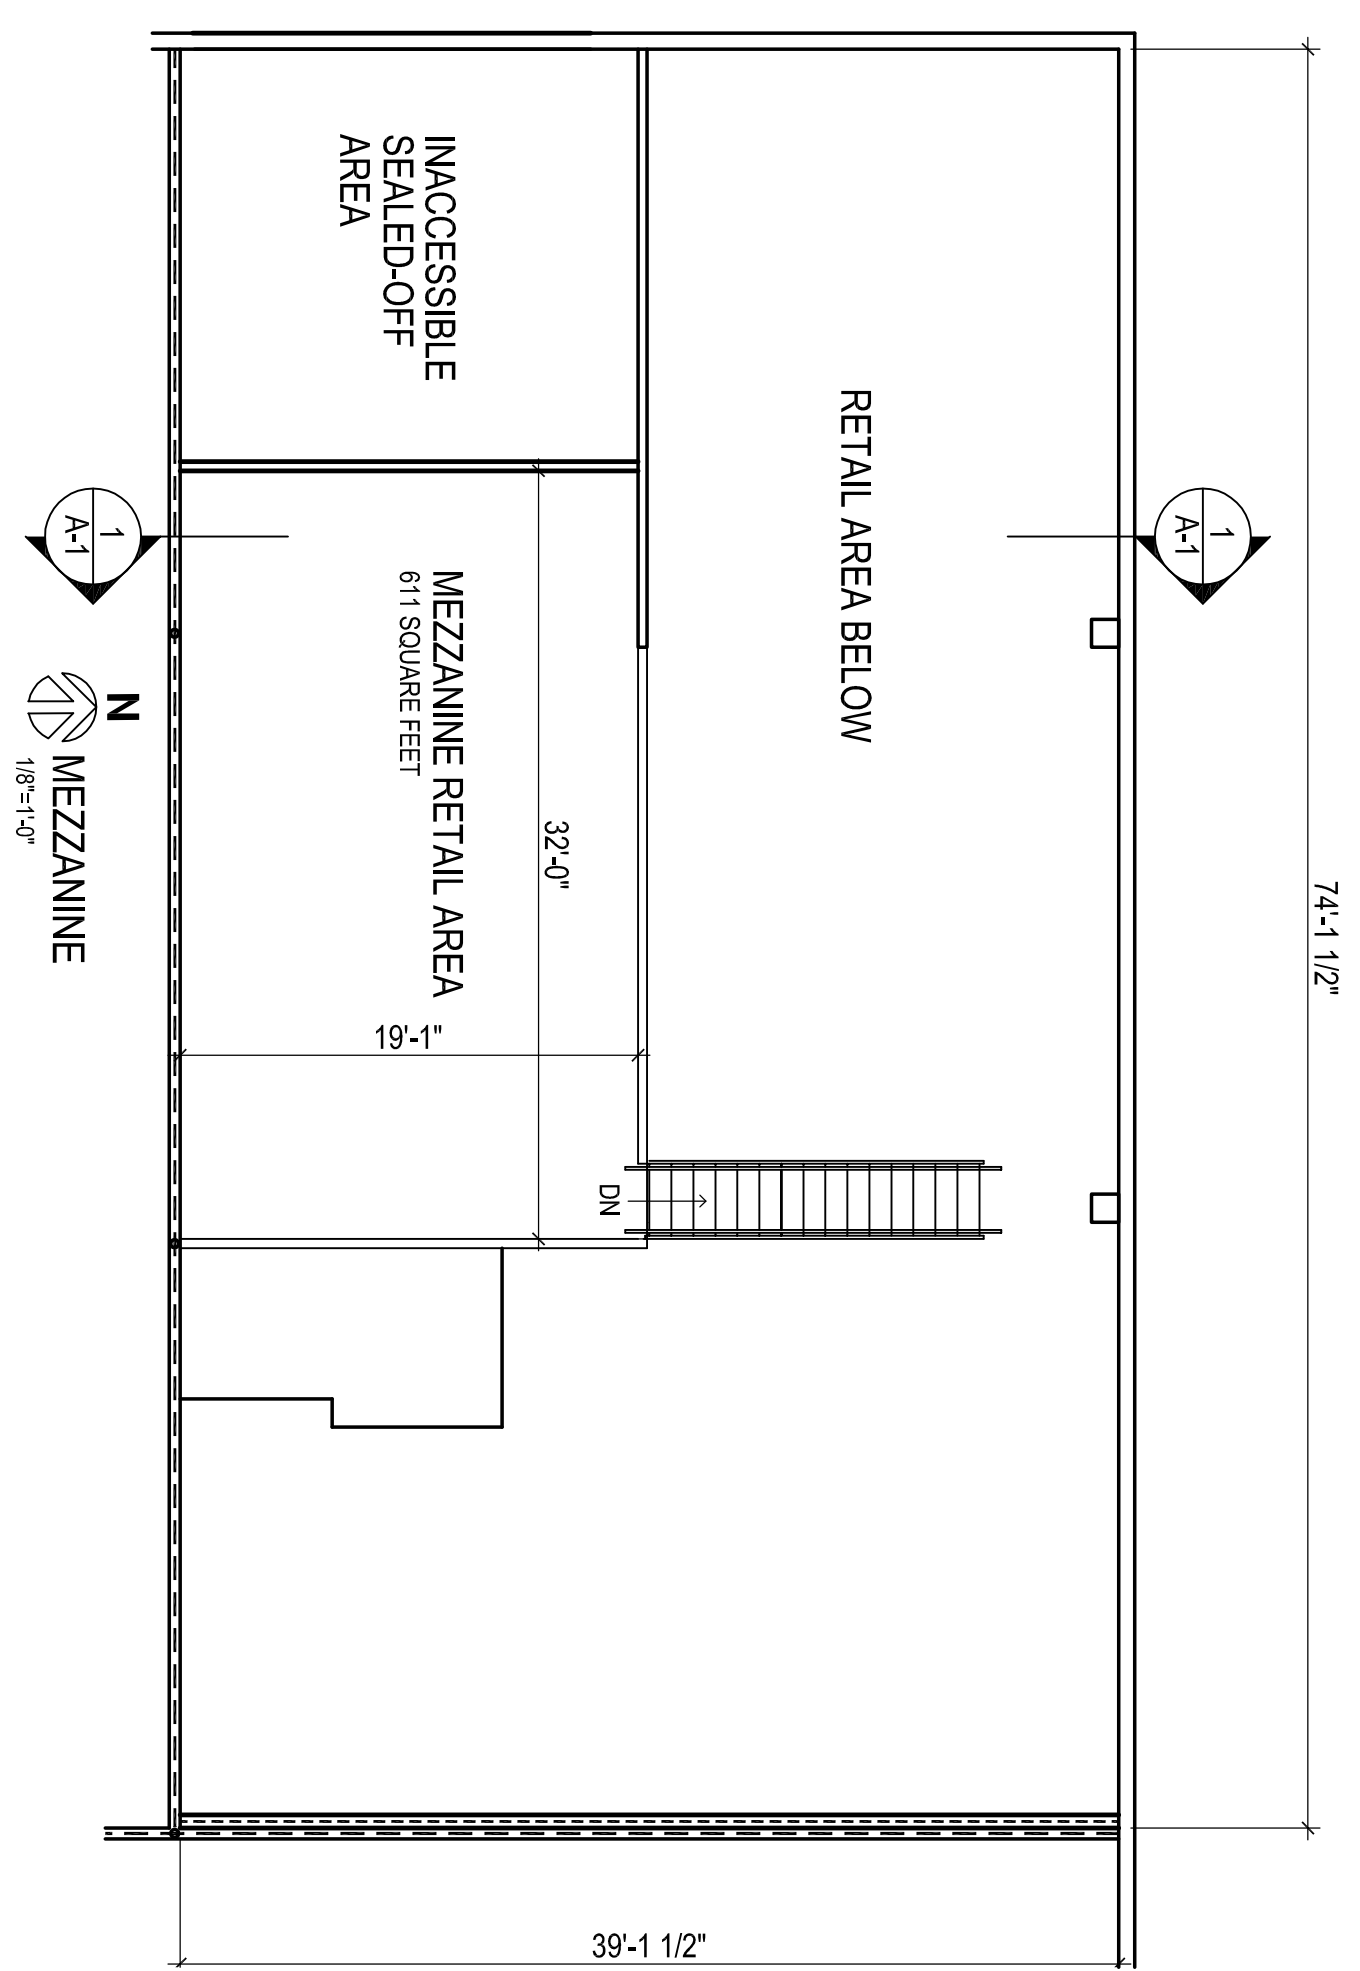 INACCESSIBLE
SEALED-OFF
AREA
RETAIL AREA BELOW
1
A-1
1
A-1
MEZZANINE RETAIL AREA
611 SQUARE FEET
32'-0"
19'-1"
DN
74'-1 1/2"
39'-1 1/2"
N
MEZZANINE
1/8"=1'-0"